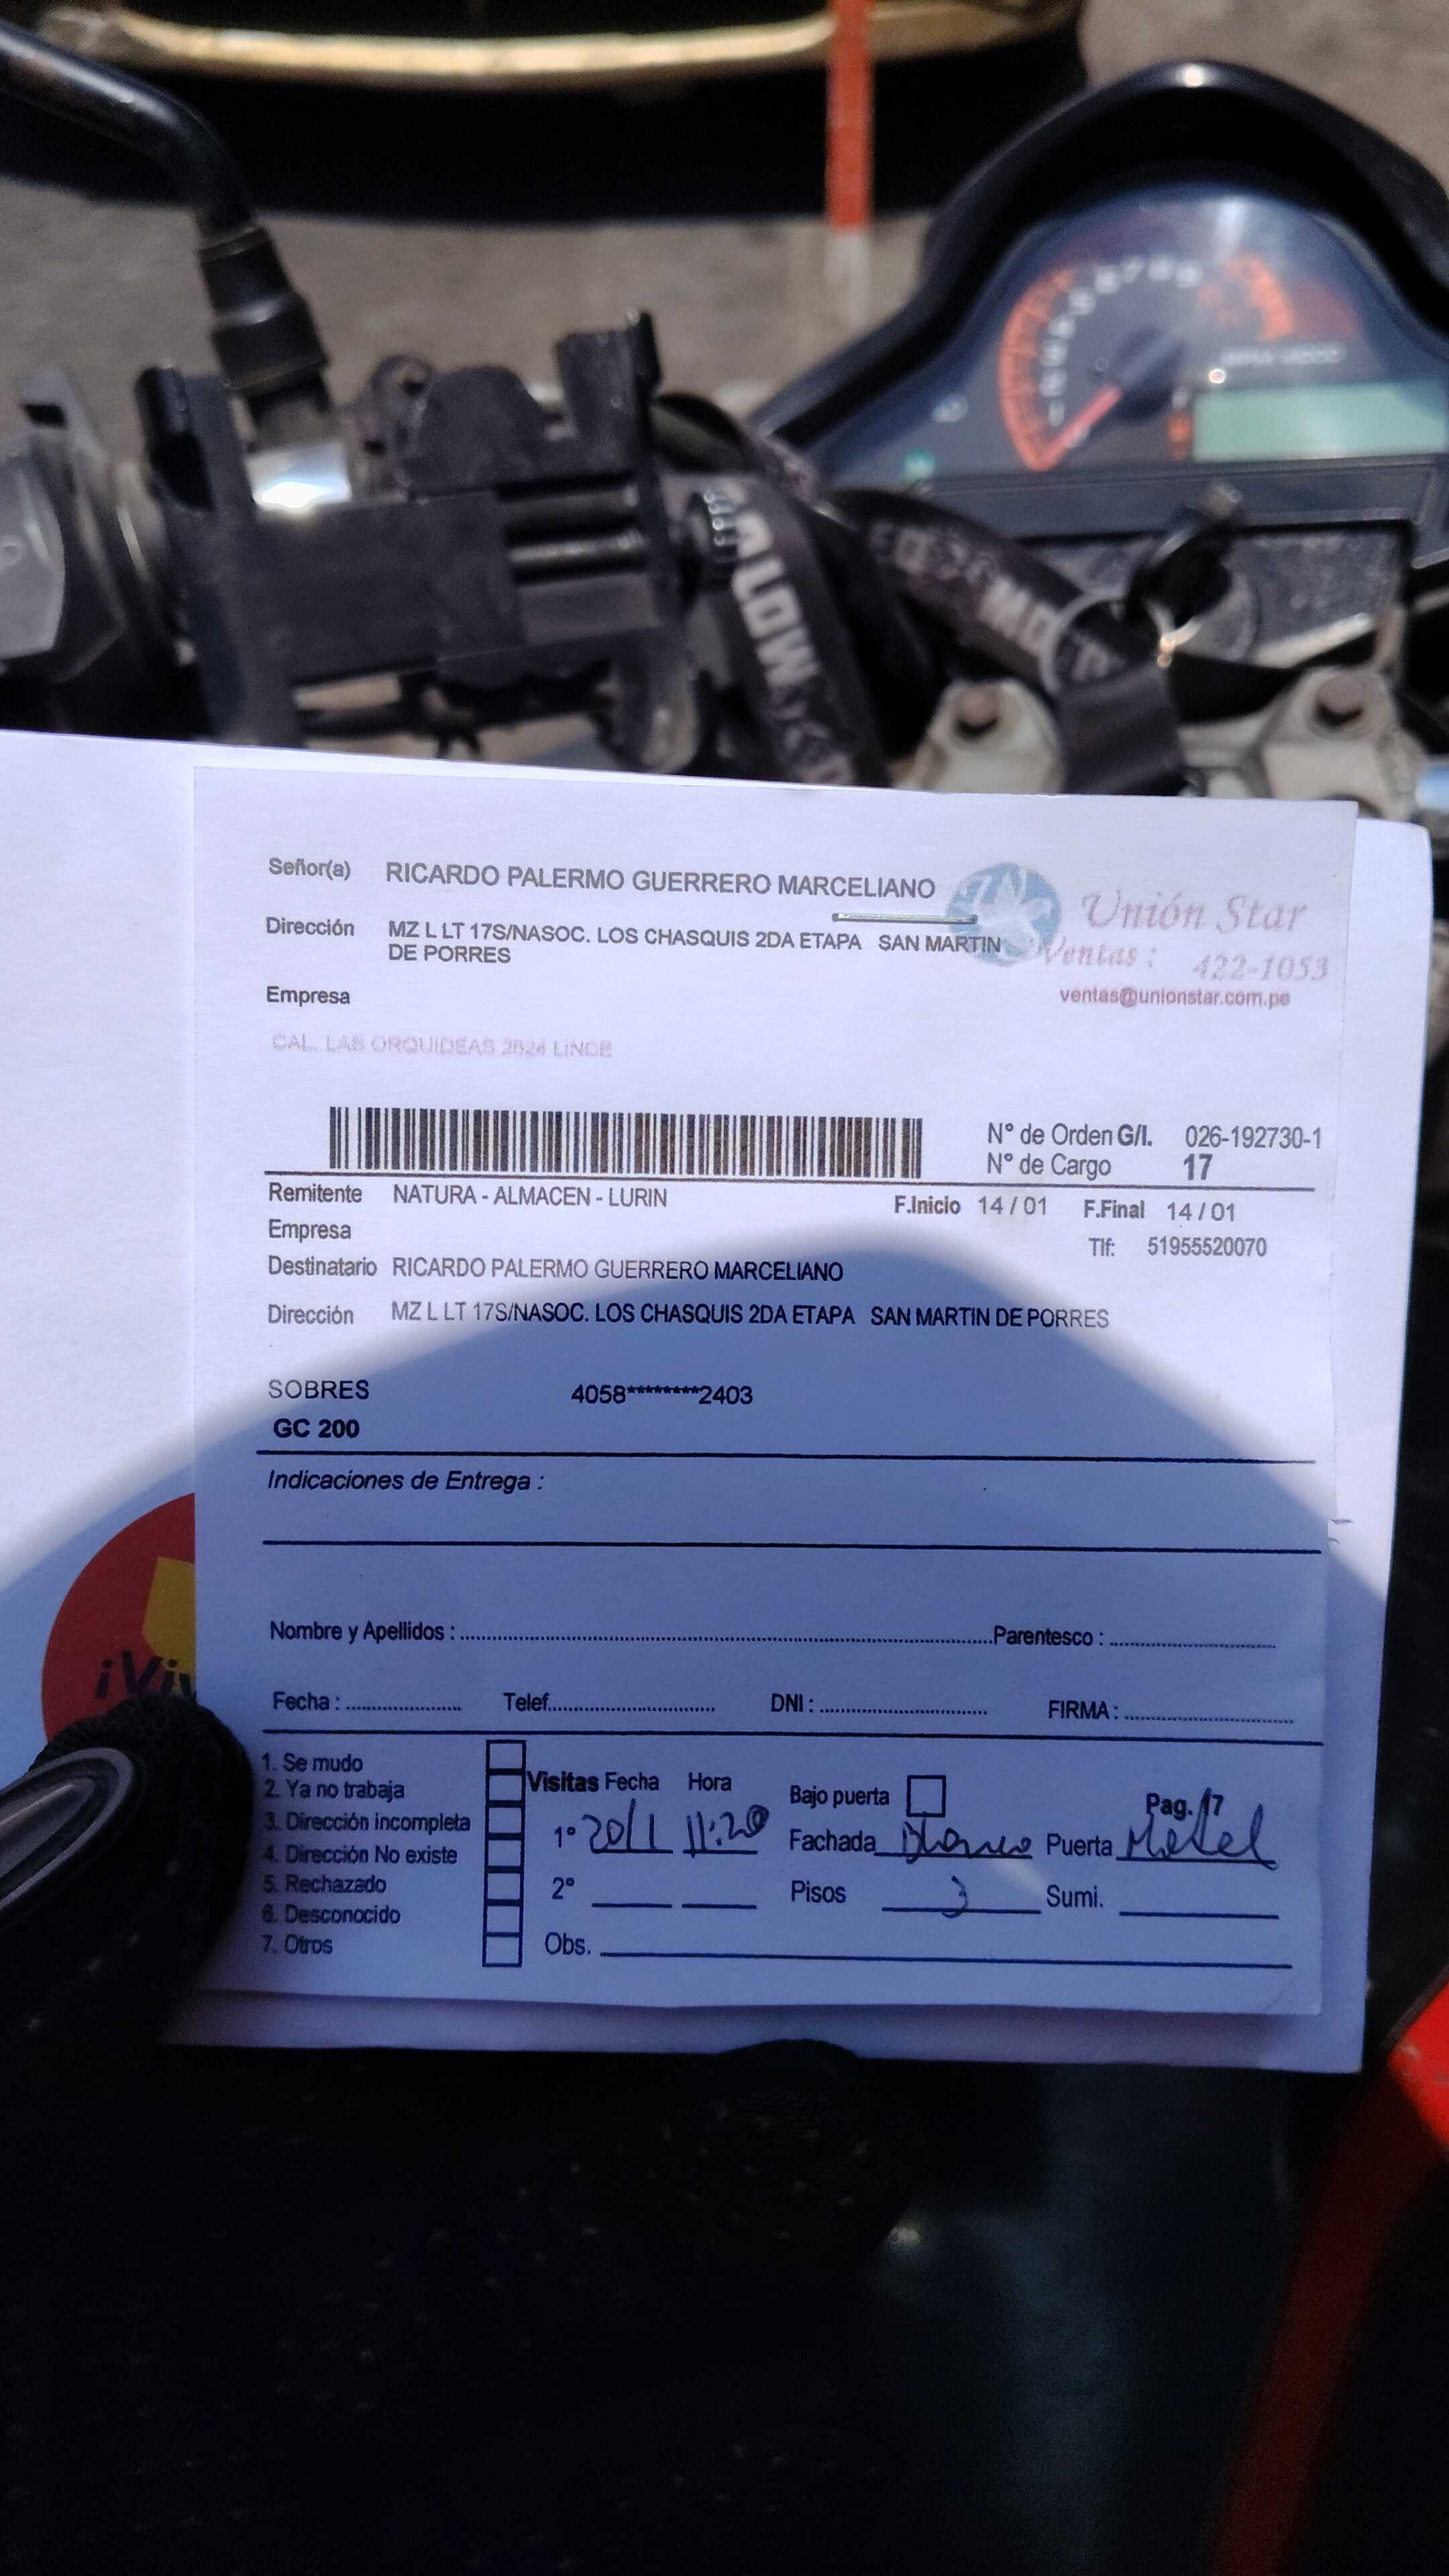 Señor(a) RICARDO PALERMO GUERRERO MARCELIANO
Unión Star
Dirección MZ L LT 17S/NASOC. LOS CHASQUIS 2DA ETAPA SAN MARTIN
DE PORRES
Ventas : 422-1053
Empresa
ventas@unionstar.com.pe
CAL. LAS ORQUIDEAS 2624 LINCE
N° de Orden G/I. 026-192730-1
N° de Cargo 17
Remitente NATURA - ALMACEN - LURIN F.Inicio 14 / 01 F.Final 14 / 01
Empresa
Tlf: 51955520070
Destinatario RICARDO PALERMO GUERRERO MARCELIANO
Dirección MZ L LT 17S/NASOC. LOS CHASQUIS 2DA ETAPA SAN MARTIN DE PORRES
SOBRES 4058********2403
GC 200
Indicaciones de Entrega :
Nombre y Apellidos : Parentesco :
Fecha : Telef. DNI : FIRMA :
1. Se mudo
2. Ya no trabaja
3. Dirección incompleta
4. Dirección No existe
5. Rechazado
6. Desconocido
7. Otros
Visitas Fecha Hora Bajo puerta Pag. 17
1° 20/1 11:20 Fachada Blanco Puerta Metal
2° Pisos 3 Sumi.
Obs.
¡Viv